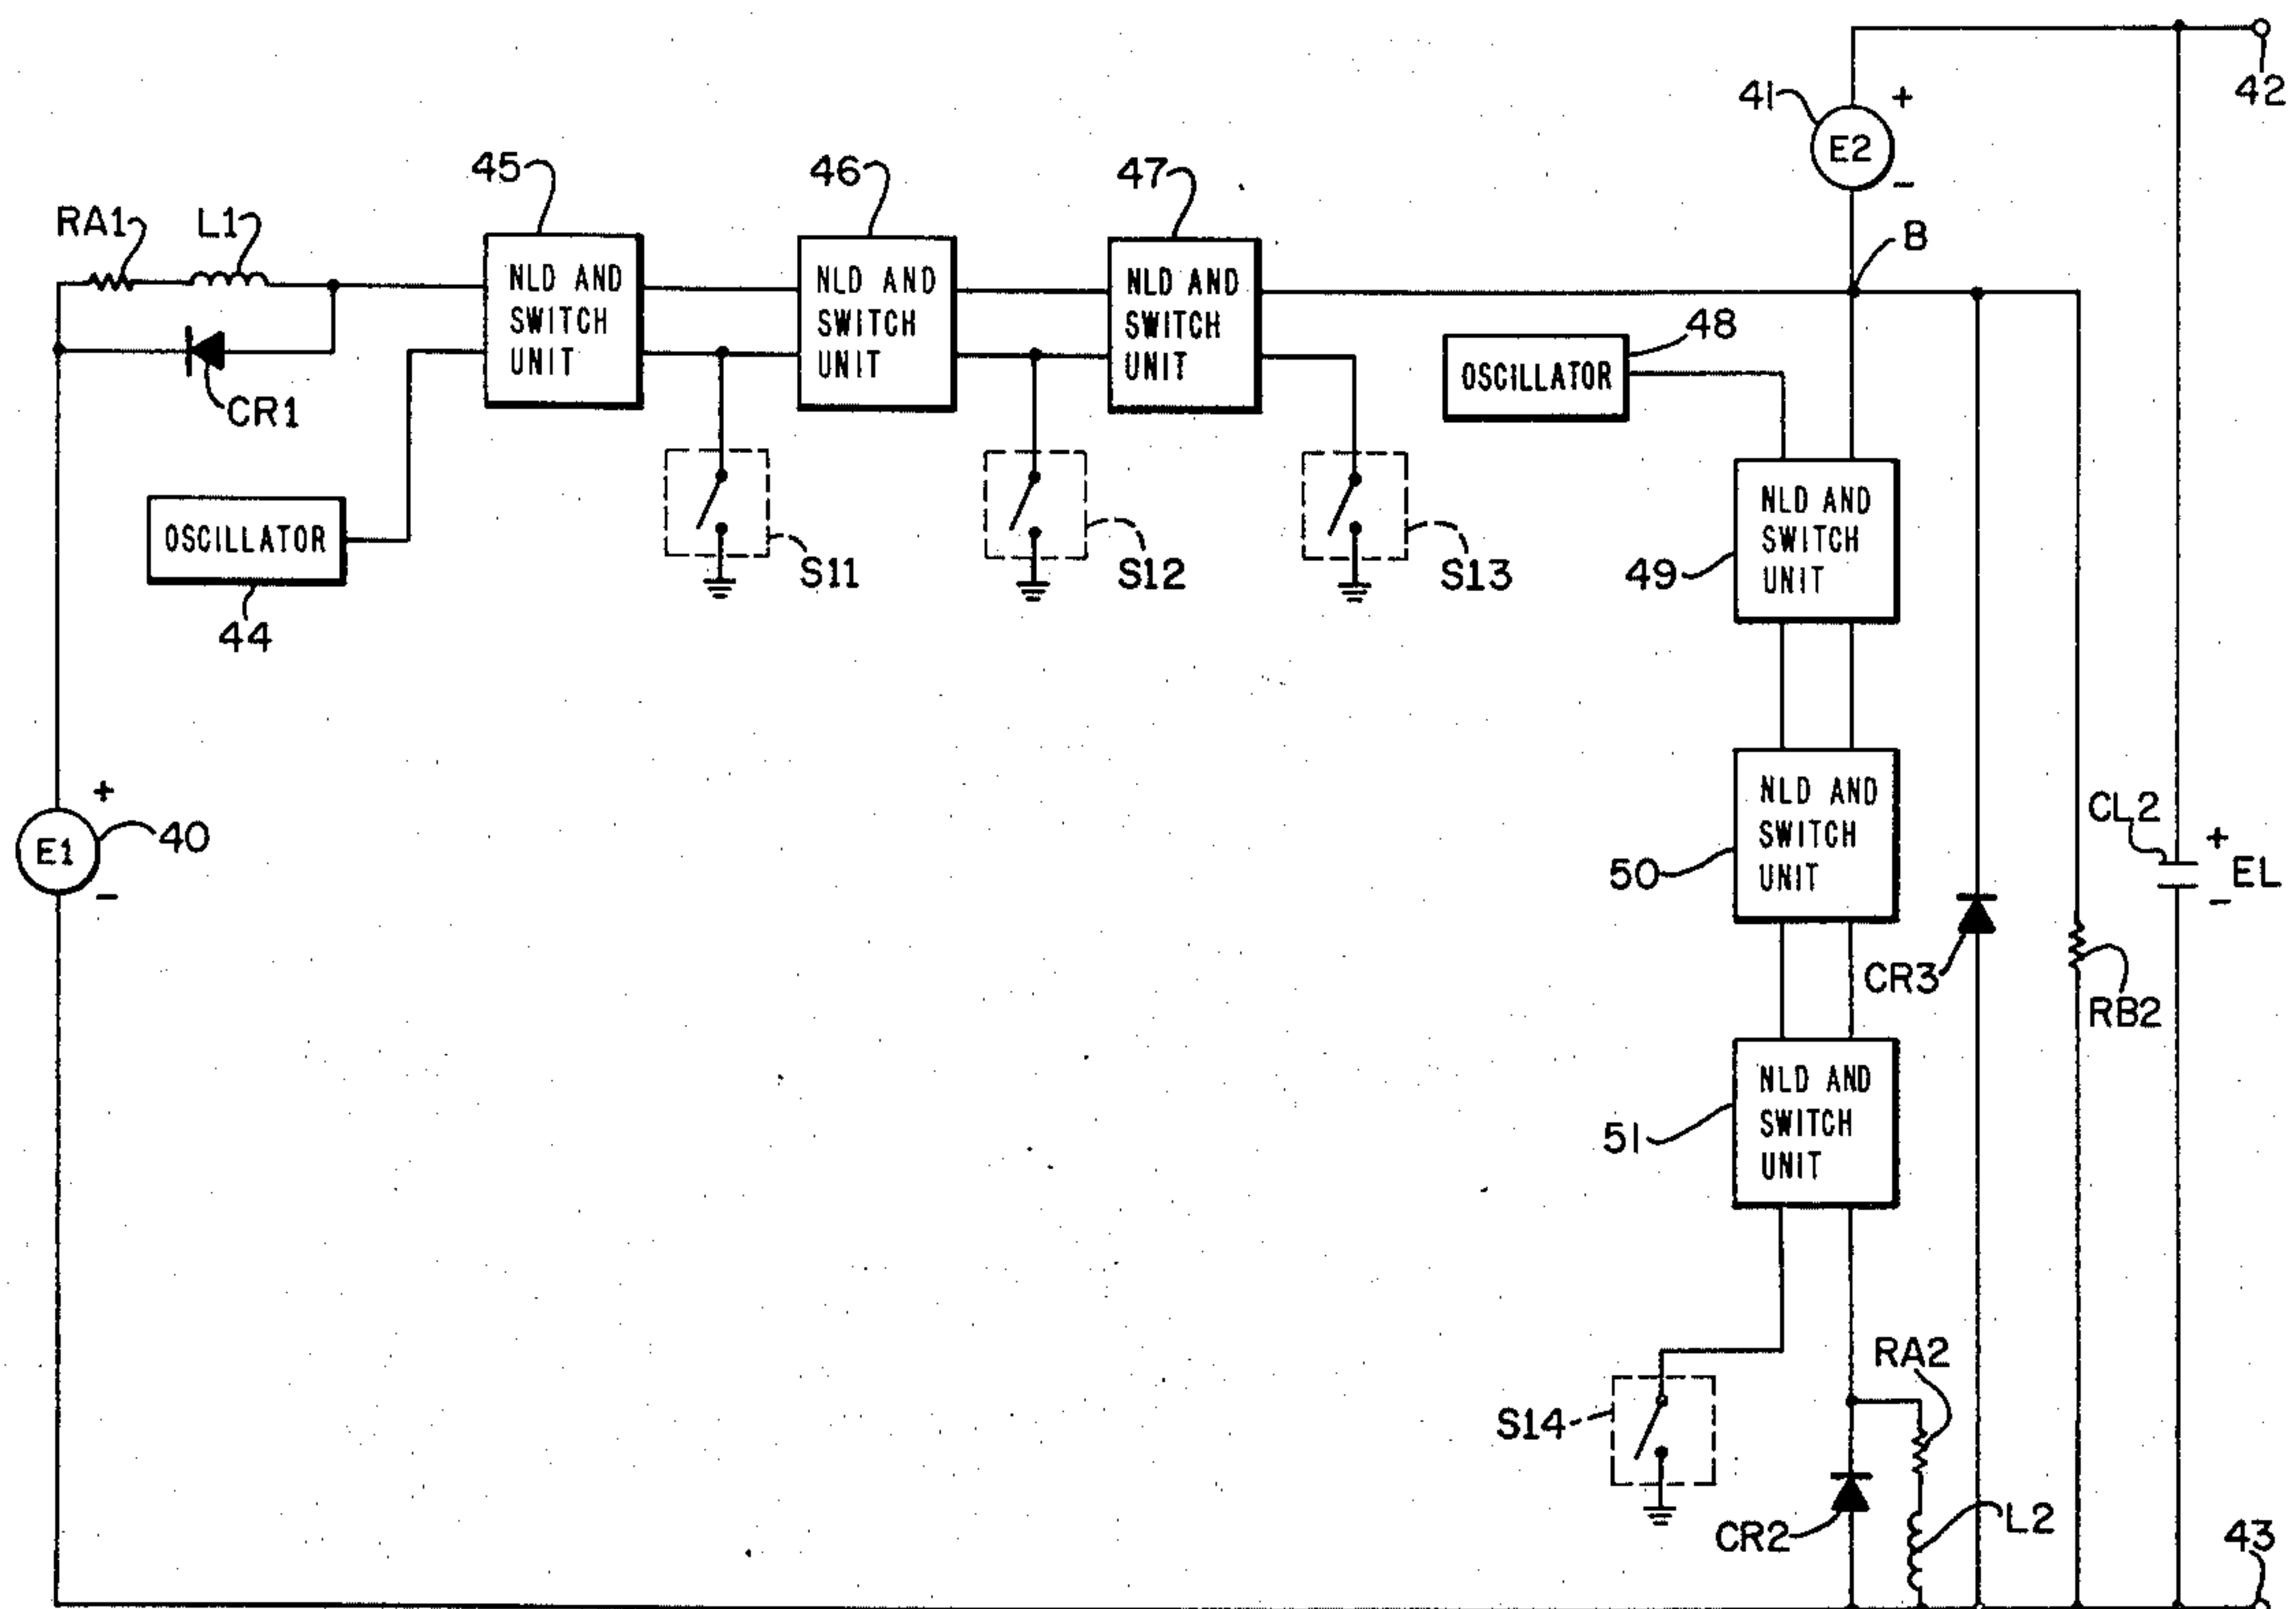 42
41
+
E2
-
B
45
46
47
RA1
L1
NLD AND
SWITCH
UNIT
NLD AND
SWITCH
UNIT
NLD AND
SWITCH
UNIT
CR1
48
OSCILLATOR
OSCILLATOR
44
S11
S12
S13
NLD AND
SWITCH
UNIT
49
+
E1
40
-
NLD AND
SWITCH
UNIT
50
CL2
+
EL
-
CR3
RB2
NLD AND
SWITCH
UNIT
51
RA2
S14
CR2
L2
43